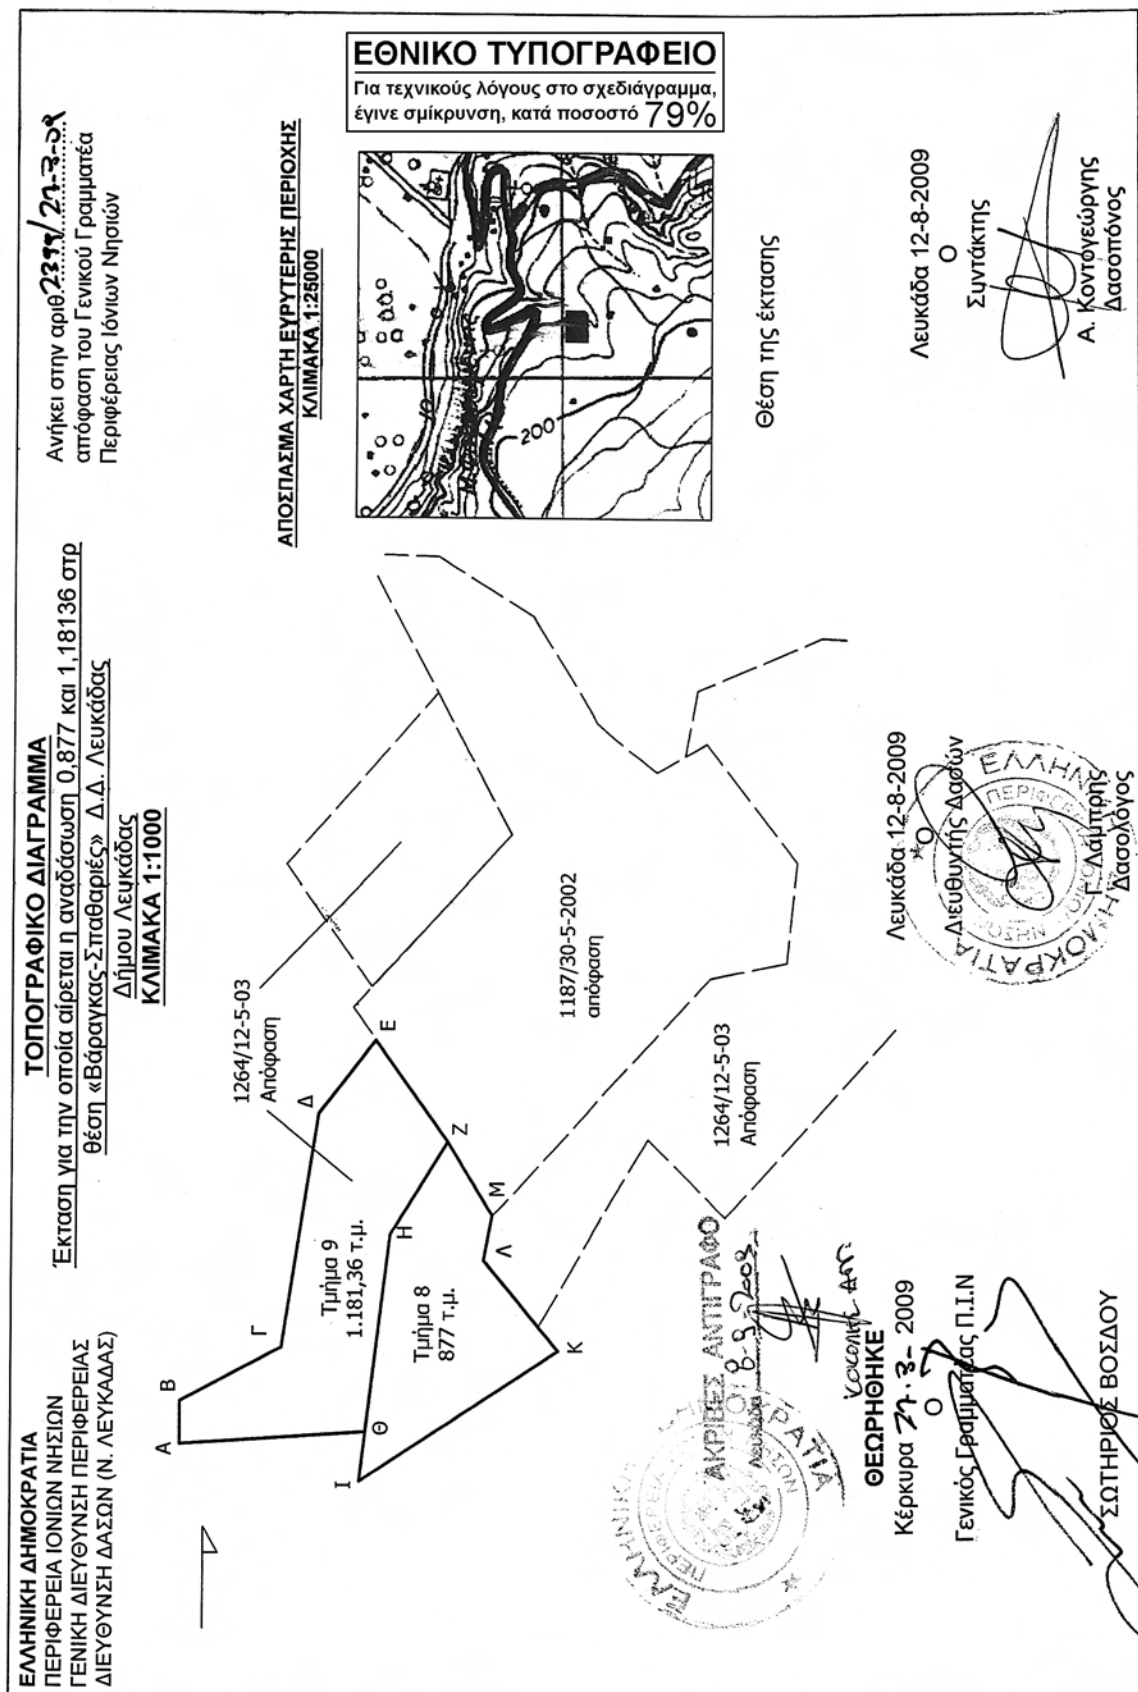 ΕΛΛΗΝΙΚΗ ΔΗΜΟΚΡΑΤΙΑ
ΠΕΡΙΦΕΡΕΙΑ ΙΟΝΙΩΝ ΝΗΣΙΩΝ
ΓΕΝΙΚΗ ΔΙΕΥΘΥΝΣΗ ΠΕΡΙΦΕΡΕΙΑΣ
ΔΙΕΥΘΥΝΣΗ ΔΑΣΩΝ (Ν. ΛΕΥΚΑΔΑΣ)
ΤΟΠΟΓΡΑΦΙΚΟ ΔΙΑΓΡΑΜΜΑ
Έκταση για την οποία αίρεται η αναδάσωση 0,877 και 1,18136 στρ
θέση «Βάραγκας-Σπαθαριές» Δ.Δ. Λευκάδας
Δήμου Λευκάδας
ΚΛΙΜΑΚΑ 1:1000
Ανήκει στην αριθ. 2399/27-3-09
απόφαση του Γενικού Γραμματέα
Περιφέρειας Ιόνιων Νησιών
ΕΘΝΙΚΟ ΤΥΠΟΓΡΑΦΕΙΟ
Για τεχνικούς λόγους στο σχεδιάγραμμα,
έγινε σμίκρυνση, κατά ποσοστό 79%
ΑΠΟΣΠΑΣΜΑ ΧΑΡΤΗ ΕΥΡΥΤΕΡΗΣ ΠΕΡΙΟΧΗΣ
ΚΛΙΜΑΚΑ 1:25000
200
Θέση της έκτασης
Α
Β
Γ
Δ
Ε
Ζ
Η
Θ
Ι
Κ
Λ
Μ
Τμήμα 9
1.181,36 τ.μ.
Τμήμα 8
877 τ.μ.
1264/12-5-03
Απόφαση
1187/30-5-2002
απόφαση
1264/12-5-03
Απόφαση
ΑΚΡΙΒΕΣ ΑΝΤΙΓΡΑΦΟ
Λευκάδα
ΕΛΛΗΝΙΚΗ ΔΗΜΟΚΡΑΤΙΑ
ΘΕΩΡΗΘΗΚΕ
Κέρκυρα 27-3- 2009
Ο
Γενικός Γραμματέας Π.Ι.Ν
ΣΩΤΗΡΙΟΣ ΒΟΣΔΟΥ
Λευκάδα 12-8-2009
Ο
Διευθυντής Δασών
ΕΛΛΗΝΙΚΗ ΔΗΜΟΚΡΑΤΙΑ
Γ. Λάμπρης
Δασολόγος
Λευκάδα 12-8-2009
Ο
Συντάκτης
Α. Κοντογεώργης
Δασοπόνος